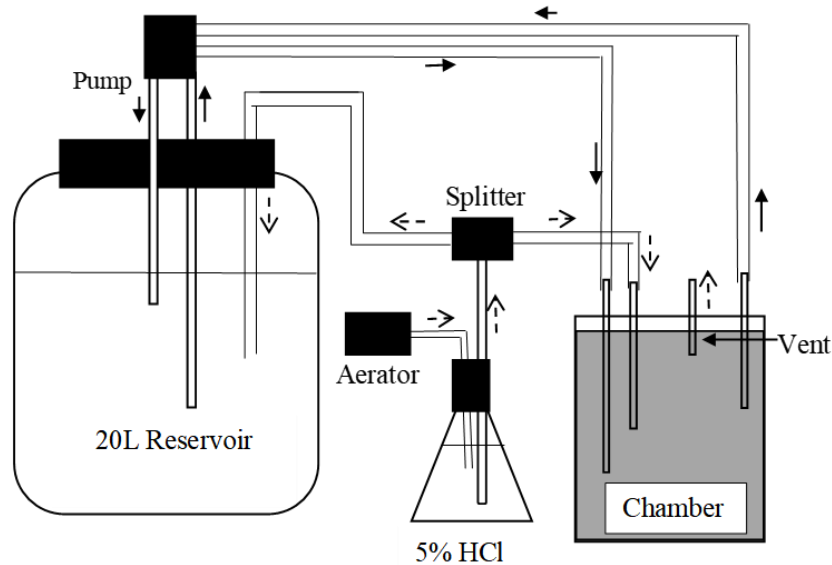 Pump
Splitter
Aerator
Vent
20L Reservoir
Chamber
5% HCl